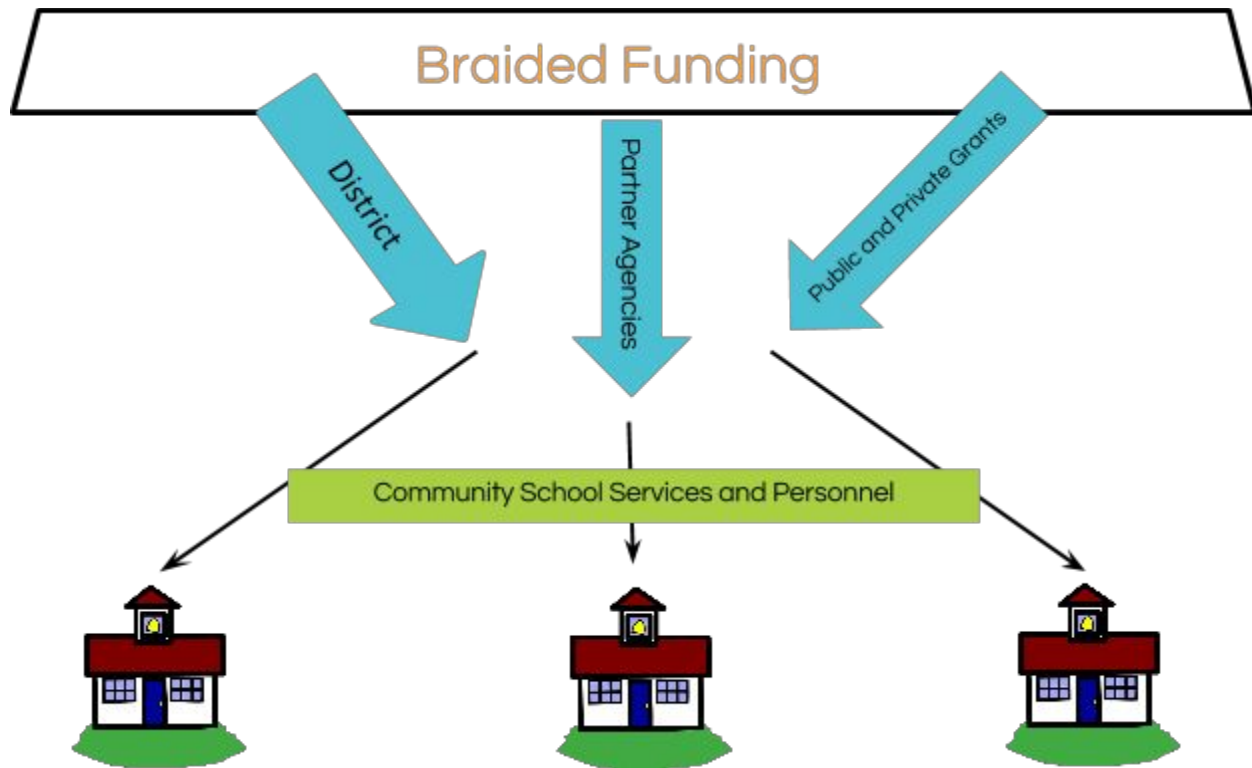 Braided Funding
District
Partner Agencies
Public and Private Grants
Community School Services and Personnel